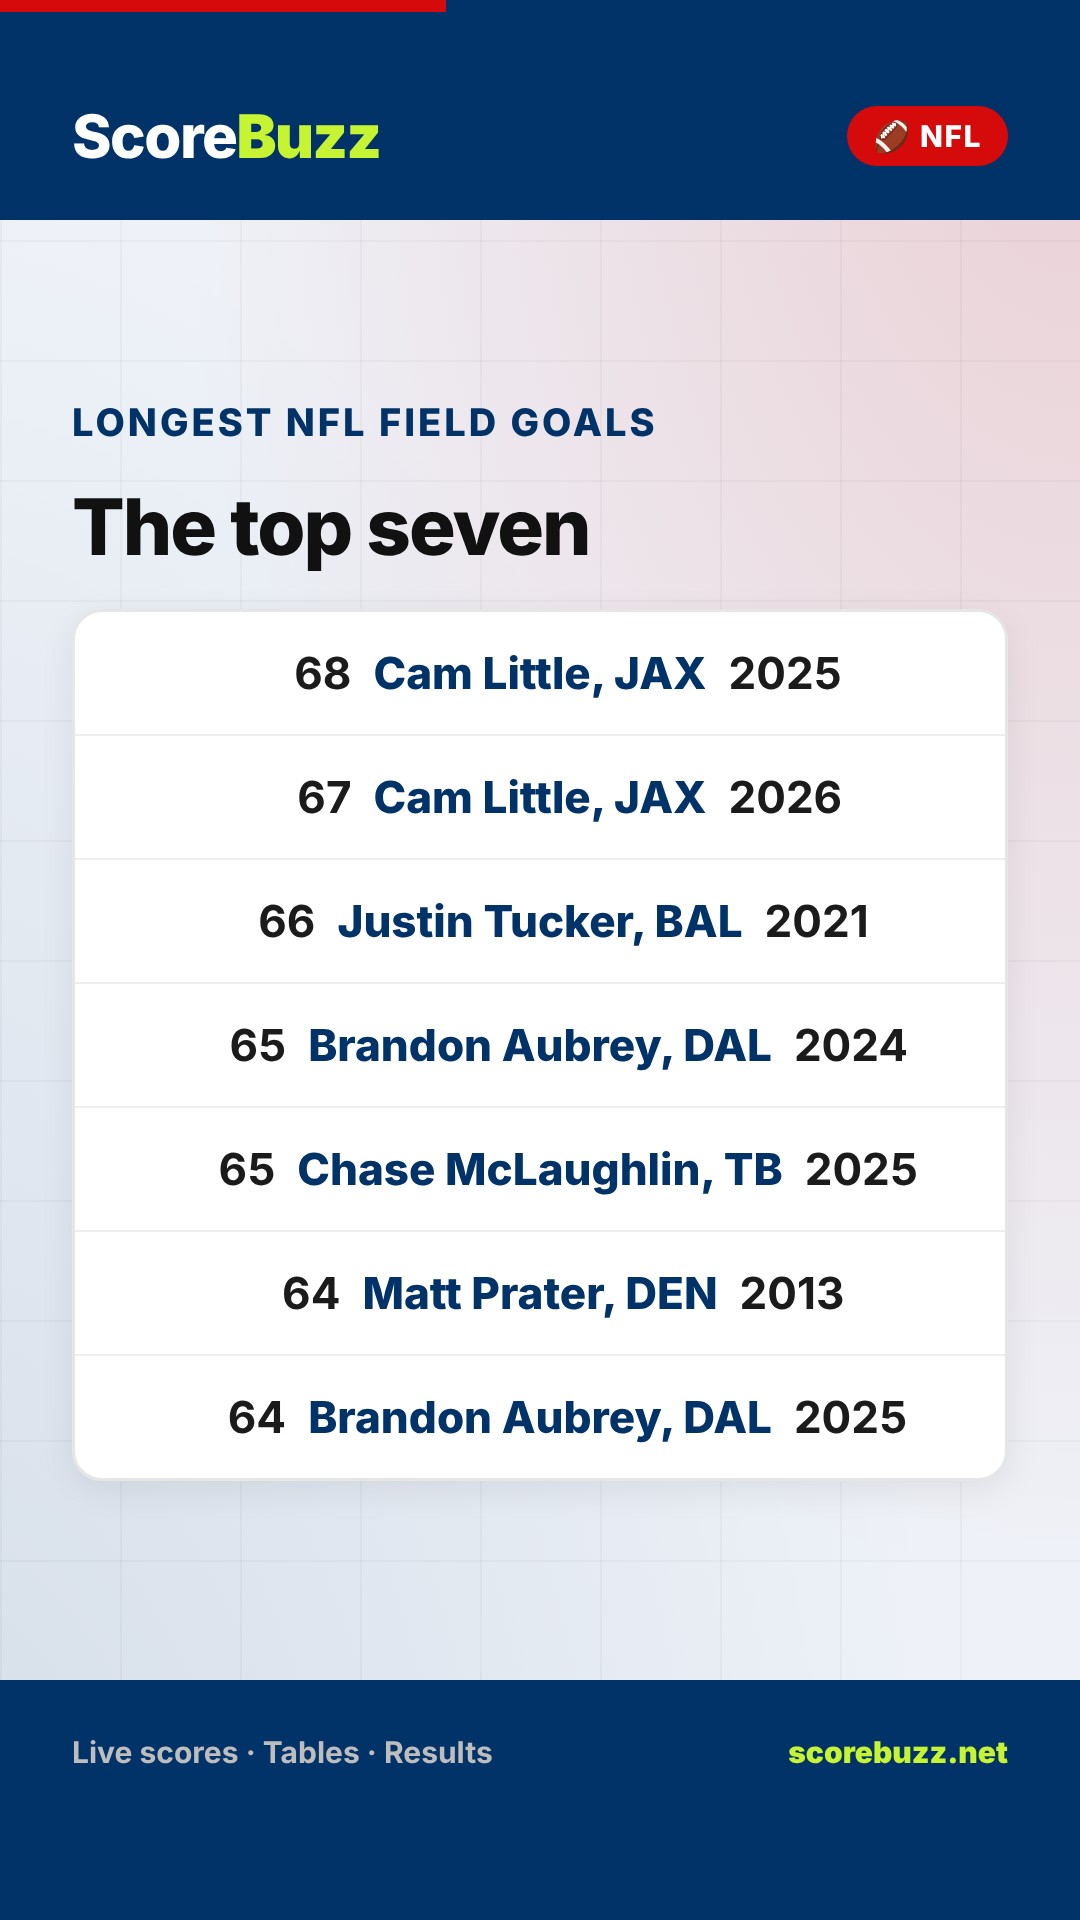 ScoreBuzz
🏈 NFL
LONGEST NFL FIELD GOALS
The top seven
68 Cam Little, JAX 2025
67 Cam Little, JAX 2026
66 Justin Tucker, BAL 2021
65 Brandon Aubrey, DAL 2024
65 Chase McLaughlin, TB 2025
64 Matt Prater, DEN 2013
64 Brandon Aubrey, DAL 2025
Live scores · Tables · Results
scorebuzz.net